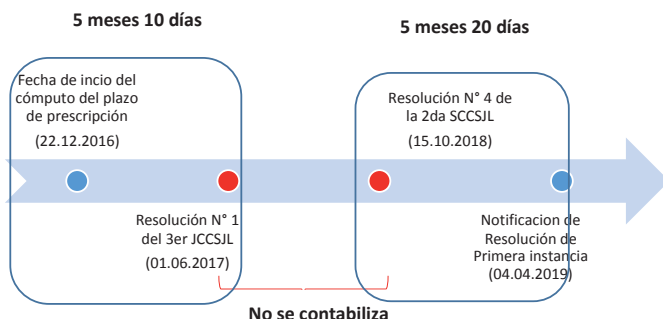 5 meses 10 días
5 meses 20 días
Fecha de incio del
cómputo del plazo
de prescripción
(22.12.2016)
Resolución N° 4 de
la 2da SCCSJL
(15.10.2018)
Resolución N° 1
del 3er JCCSJL
(01.06.2017)
Notificacion de
Resolución de
Primera instancia
(04.04.2019)
No se contabiliza